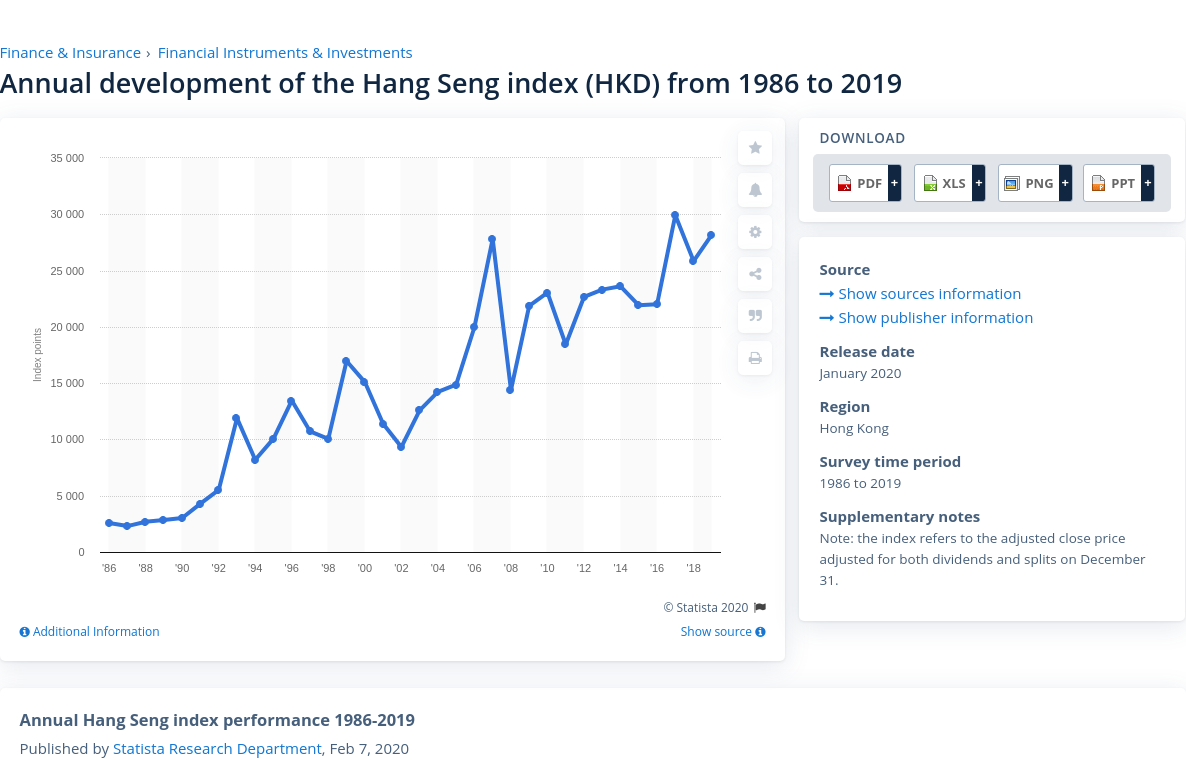 Finance & Insurance › Financial Instruments & Investments
Annual development of the Hang Seng index (HKD) from 1986 to 2019
35 000
30 000
25 000
20 000
15 000
10 000
5 000
0
Index points
'86 '88 '90 '92 '94 '96 '98 '00 '02 '04 '06 '08 '10 '12 '14 '16 '18
© Statista 2020
Additional Information
Show source
DOWNLOAD
PDF + XLS + PNG + PPT +
Source
Show sources information
Show publisher information
Release date
January 2020
Region
Hong Kong
Survey time period
1986 to 2019
Supplementary notes
Note: the index refers to the adjusted close price
adjusted for both dividends and splits on December
31.
Annual Hang Seng index performance 1986-2019
Published by Statista Research Department, Feb 7, 2020